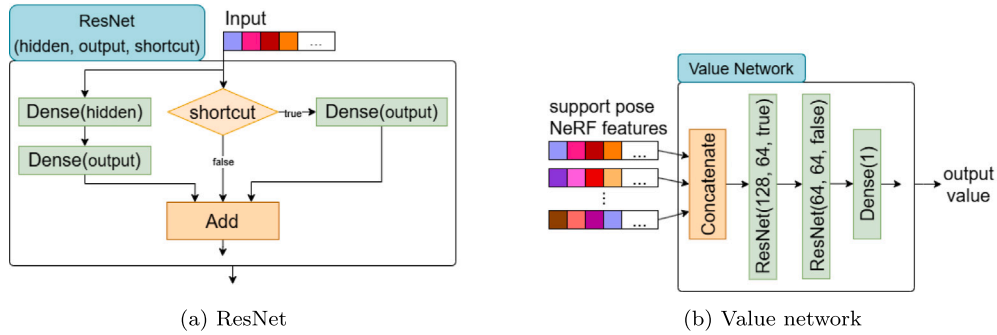 ResNet
(hidden, output, shortcut)
Input
...
Dense(hidden)
shortcut
true
Dense(output)
Dense(output)
false
Add
(a) ResNet
Value Network
support pose
NeRF features
...
...
...
...
Concatenate
ResNet(128, 64, true)
ResNet(64, 64, false)
Dense(1)
output
value
(b) Value network